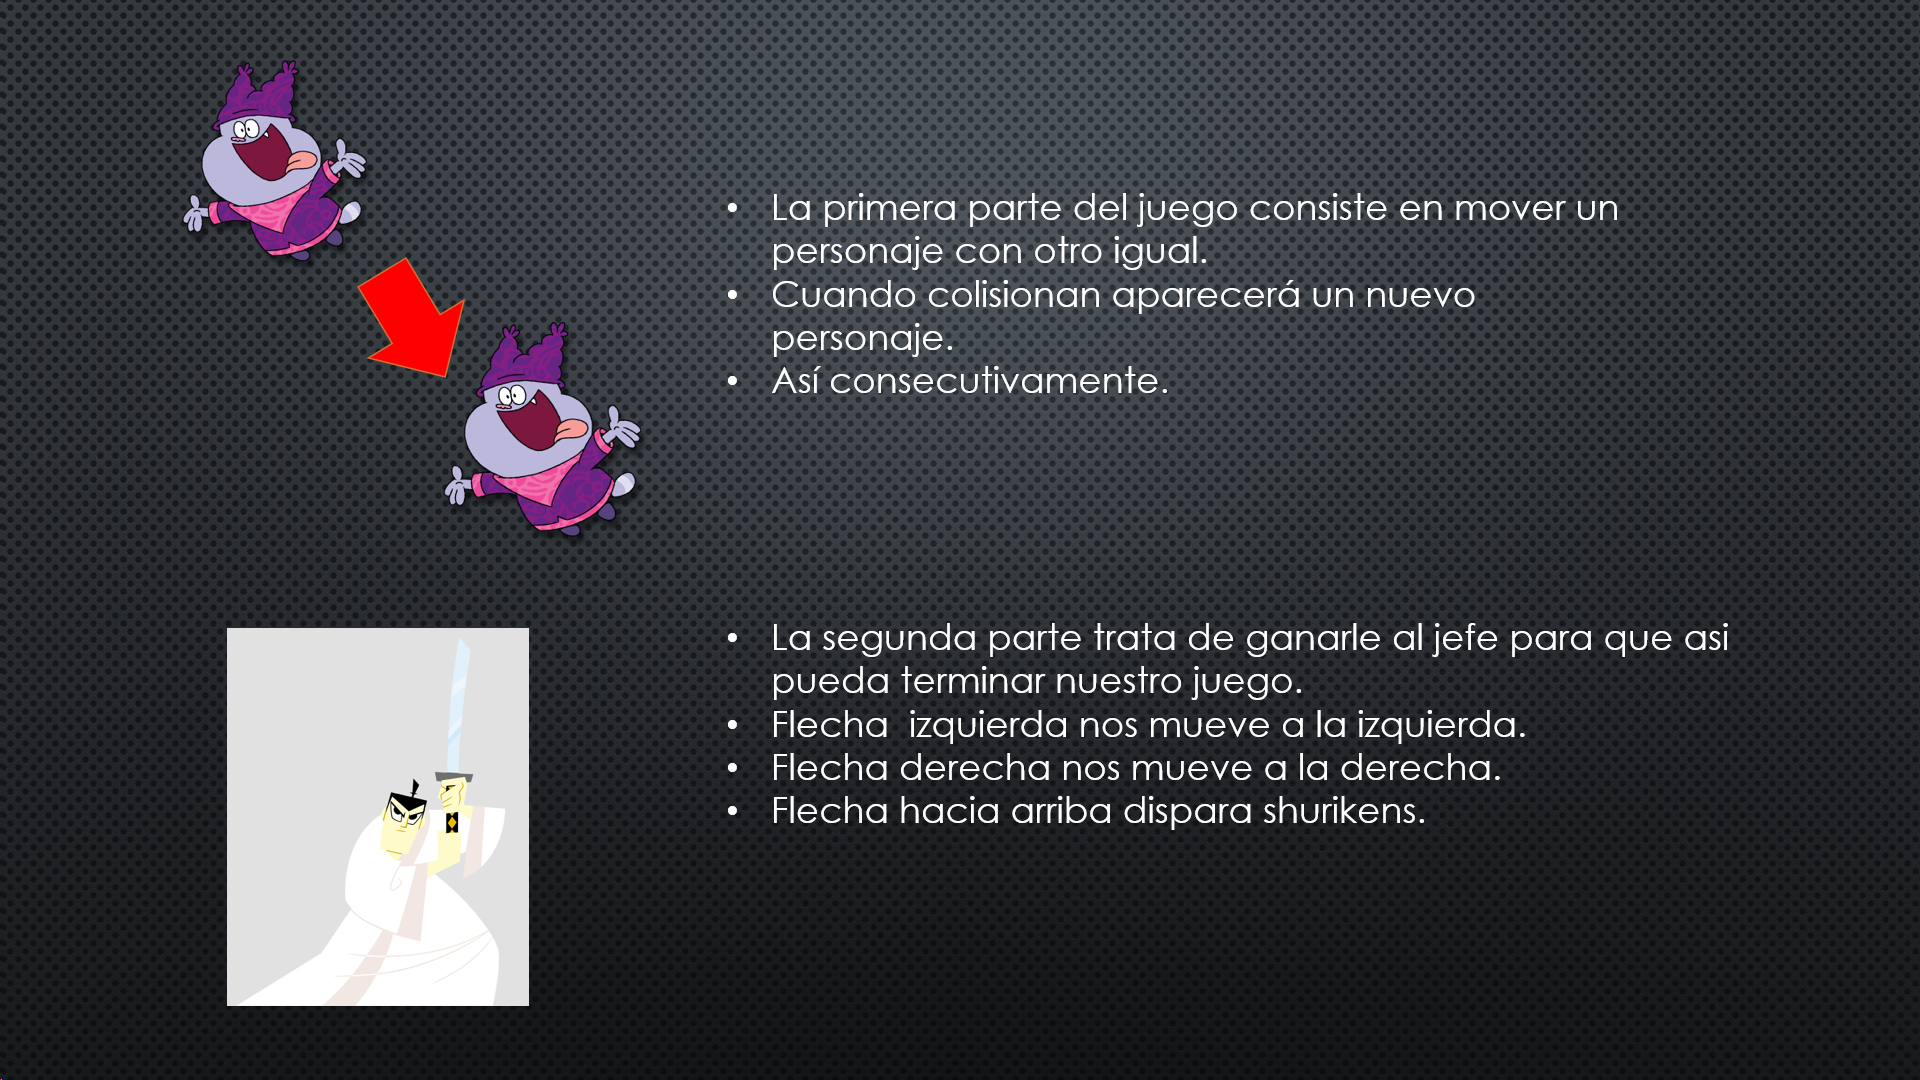 • La primera parte del juego consiste en mover un
personaje con otro igual.
• Cuando colisionan aparecerá un nuevo
personaje.
• Así consecutivamente.
• La segunda parte trata de ganarle al jefe para que asi
pueda terminar nuestro juego.
• Flecha  izquierda nos mueve a la izquierda.
• Flecha derecha nos mueve a la derecha.
• Flecha hacia arriba dispara shurikens.